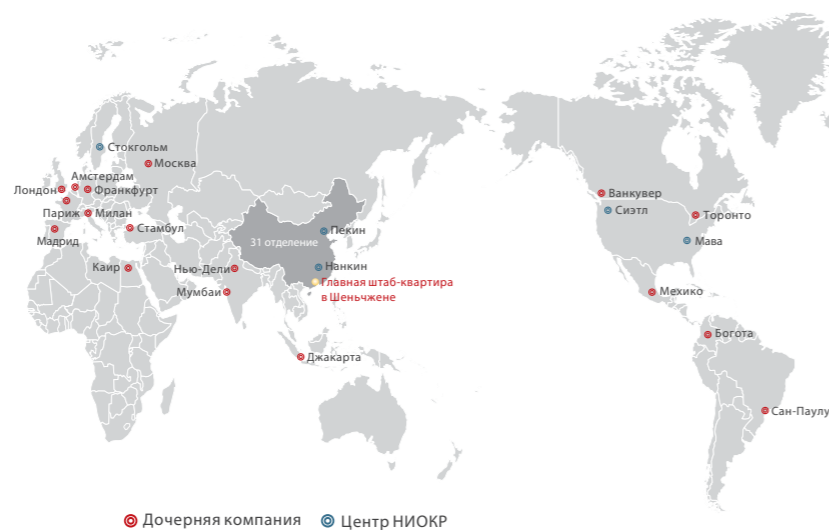 Стокгольм
Москва
Амстердам
Лондон
Франкфурт
Париж
Милан
Мадрид
Стамбул
Каир
Нью-Дели
Мумбаи
31 отделение
Пекин
Нанкин
Главная штаб-квартира
в Шеньчжене
Джакарта
Ванкувер
Сиэтл
Торонто
Мава
Мехико
Богота
Сан-Паулу
Дочерняя компания
Центр НИОКР